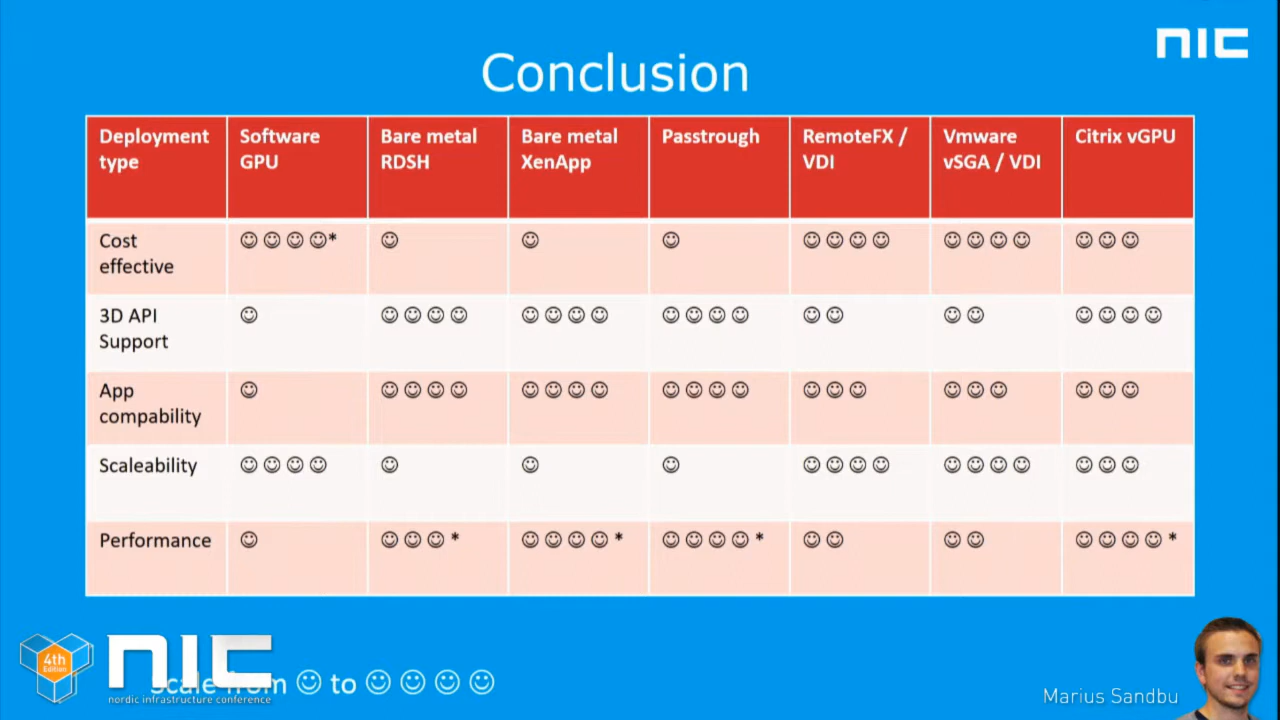 NIC
Conclusion
Deployment type
Software GPU
Bare metal RDSH
Bare metal XenApp
Passtrough
RemoteFX / VDI
Vmware vSGA / VDI
Citrix vGPU
Cost effective
☺☺☺☺*
☺
☺
☺
☺☺☺☺
☺☺☺☺
☺☺☺
3D API Support
☺
☺☺☺☺
☺☺☺☺
☺☺☺☺
☺☺
☺☺
☺☺☺☺
App compability
☺
☺☺☺☺
☺☺☺☺
☺☺☺☺
☺☺☺
☺☺☺
☺☺☺
Scaleability
☺☺☺☺
☺
☺
☺
☺☺☺☺
☺☺☺☺
☺☺☺
Performance
☺
☺☺☺*
☺☺☺☺*
☺☺☺☺*
☺☺
☺☺
☺☺☺☺*
4th
Edition
NIC
nordic infrastructure conference
Scale from ☺ to ☺ ☺ ☺ ☺
Marius Sandbu